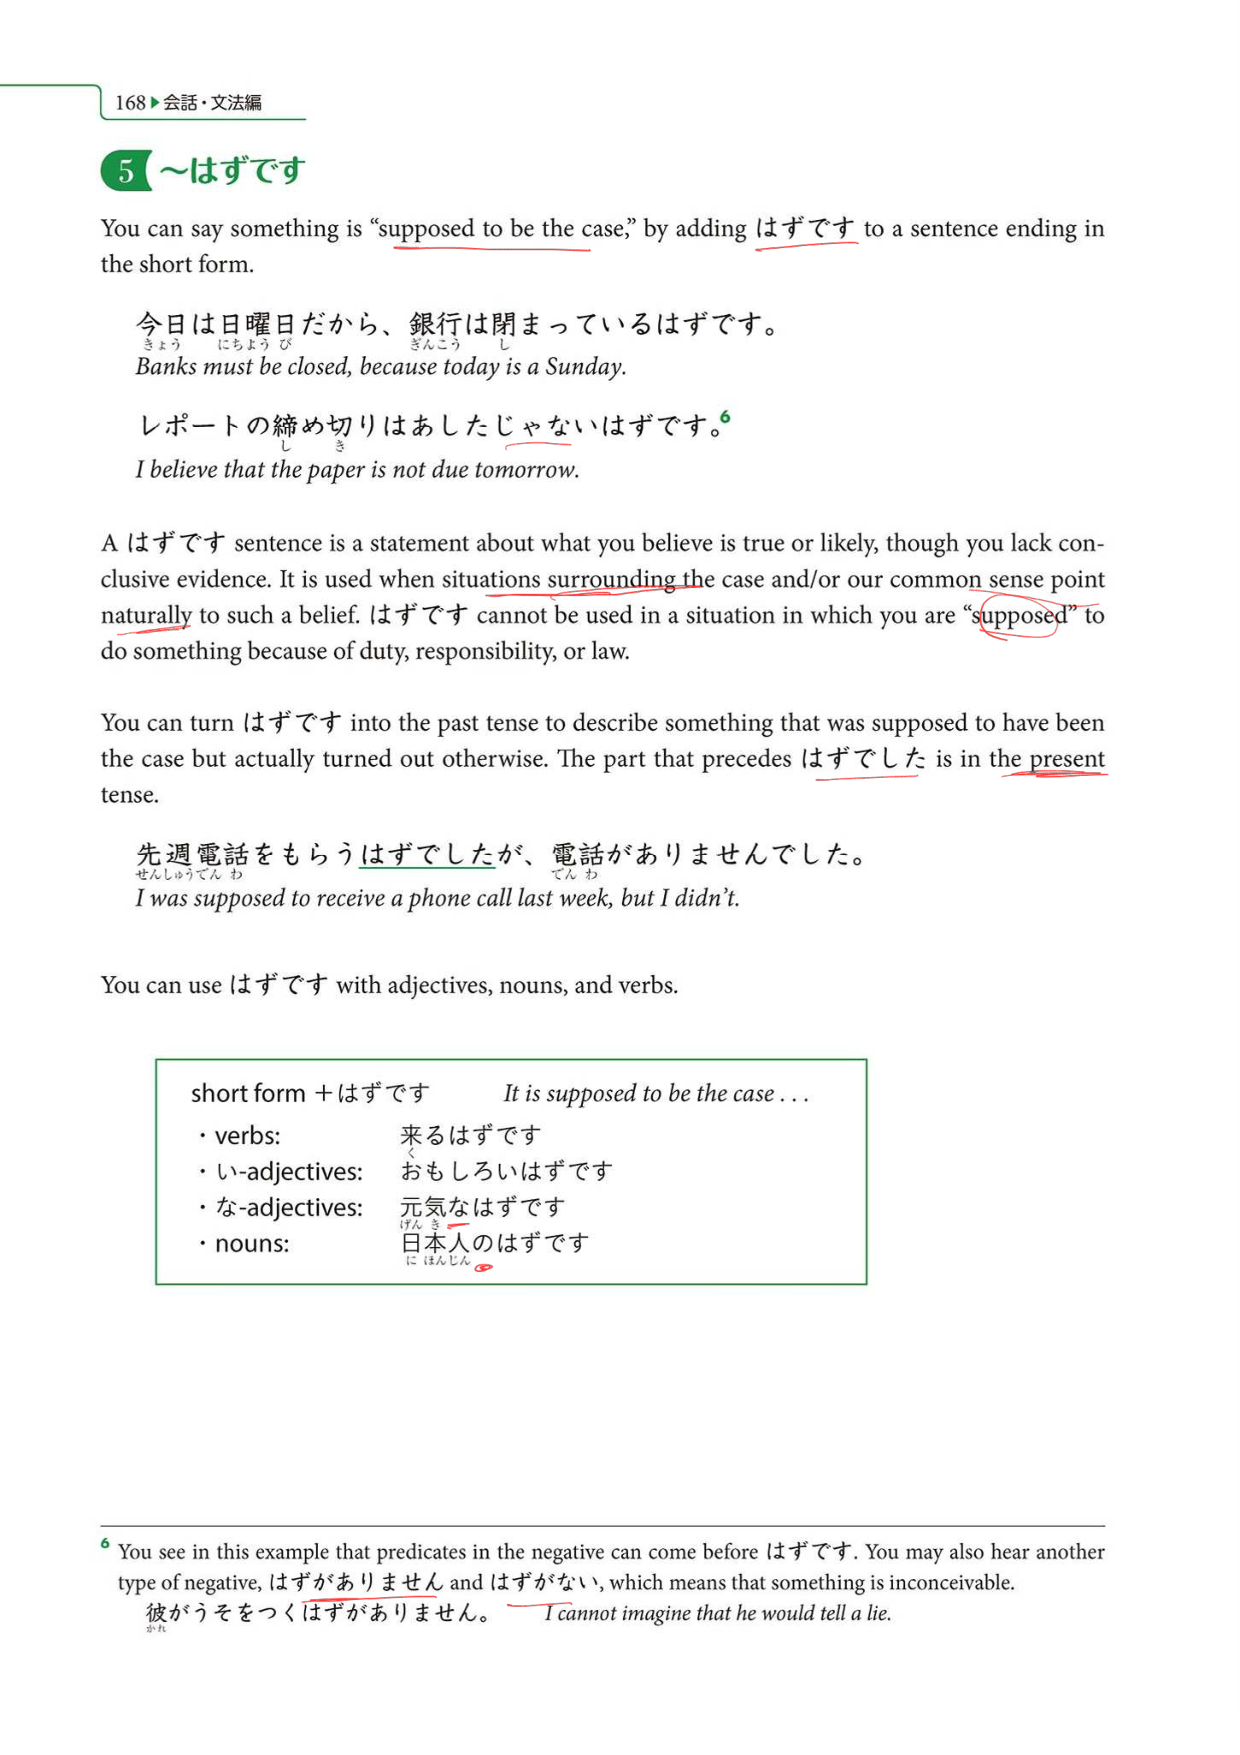 168▶会話・文法編
5 〜はずです
You can say something is “supposed to be the case,” by adding はずです to a sentence ending in
the short form.
今日は日曜日だから、銀行は閉まっているはずです。
きょう にちよう び ぎんこう し
Banks must be closed, because today is a Sunday.
レポートの締め切りはあしたじゃないはずです。6
し き
I believe that the paper is not due tomorrow.
A はずです sentence is a statement about what you believe is true or likely, though you lack con-
clusive evidence. It is used when situations surrounding the case and/or our common sense point
naturally to such a belief. はずです cannot be used in a situation in which you are “supposed” to
do something because of duty, responsibility, or law.
You can turn はずです into the past tense to describe something that was supposed to have been
the case but actually turned out otherwise. The part that precedes はずでした is in the present
tense.
先週電話をもらうはずでしたが、電話がありませんでした。
せんしゅうでん わ でん わ
I was supposed to receive a phone call last week, but I didn’t.
You can use はずです with adjectives, nouns, and verbs.
short form ＋はずです It is supposed to be the case . . .
・verbs: 来るはずです
く
・い-adjectives: おもしろいはずです
・な-adjectives: 元気なはずです
げん き
・nouns: 日本人のはずです
に ほんじん
6 You see in this example that predicates in the negative can come before はずです. You may also hear another
type of negative, はずがありません and はずがない, which means that something is inconceivable.
彼がうそをつくはずがありません。 I cannot imagine that he would tell a lie.
かれ